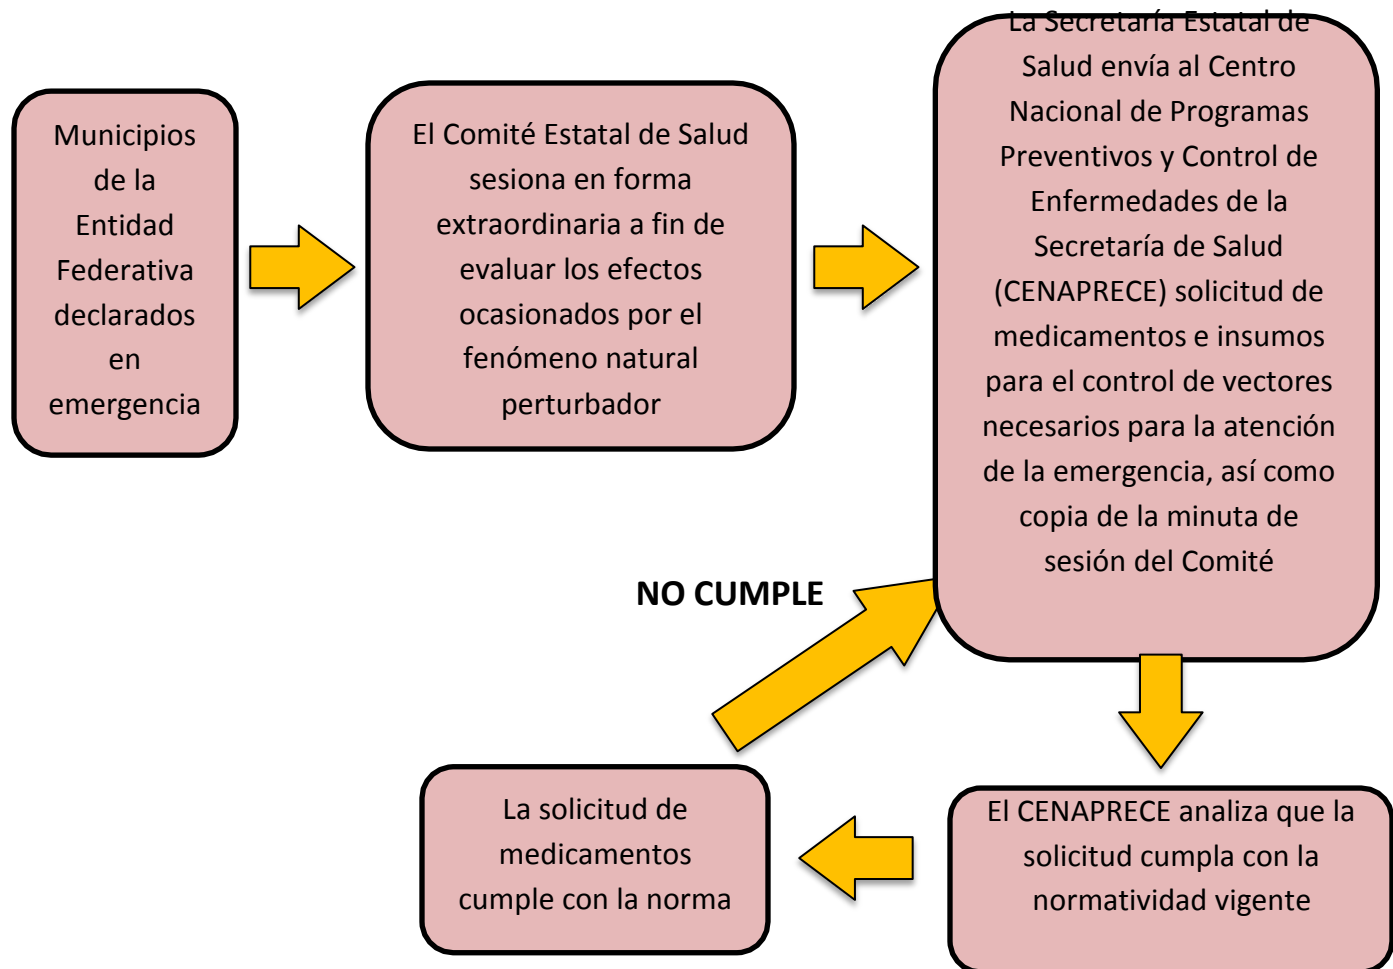 Municipios
de la
Entidad
Federativa
declarados
en
emergencia
El Comité Estatal de Salud
sesiona en forma
extraordinaria a fin de
evaluar los efectos
ocasionados por el
fenómeno natural
perturbador
La Secretaría Estatal de
Salud envía al Centro
Nacional de Programas
Preventivos y Control de
Enfermedades de la
Secretaría de Salud
(CENAPRECE) solicitud de
medicamentos e insumos
para el control de vectores
necesarios para la atención
de la emergencia, así como
copia de la minuta de
sesión del Comité
NO CUMPLE
El CENAPRECE analiza que la
solicitud cumpla con la
normatividad vigente
La solicitud de
medicamentos
cumple con la norma